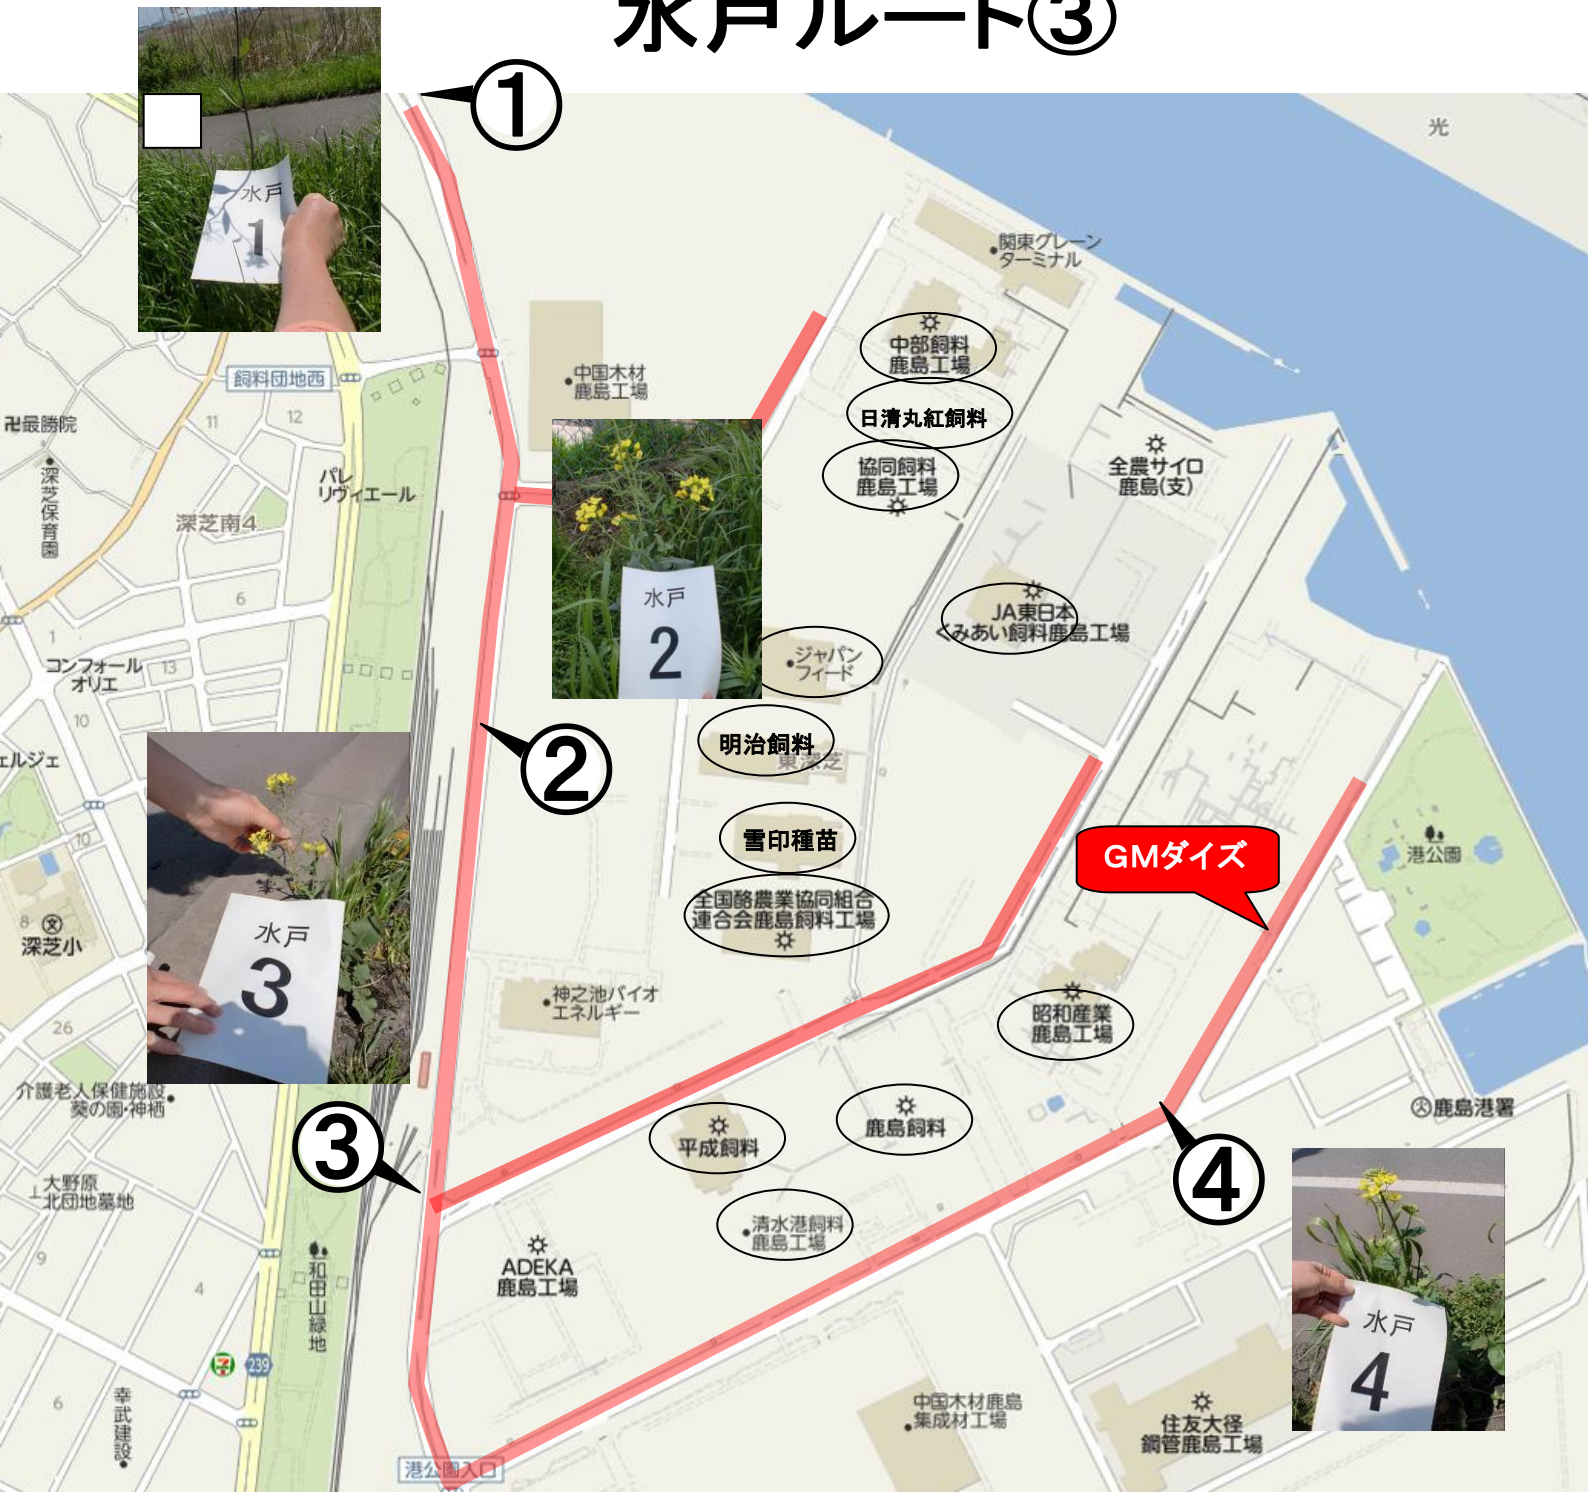 水戸ルート③
①
光
水戸
1
関東グレーン
ターミナル
中部飼料
鹿島工場
中国木材
鹿島工場
飼料団地西
日清丸紅飼料
卍最勝院
11
12
協同飼料
鹿島工場
全農サイロ
鹿島(支)
パレ
リヴィエール
深芝保育園
深芝南4
水戸
2
6
JA東日本
くみあい飼料鹿島工場
1
コンフォール
オリエ
13
ジャパン
フィード
10
明治飼料
東深芝
②
ェルジェ
10
雪印種苗
GMダイズ
港公園
全国酪農業協同組合
連合会鹿島飼料工場
8
文
深芝小
水戸
3
神之池バイオ
エネルギー
昭和産業
鹿島工場
26
介護老人保健施設
葵の園・神栖
鹿島飼料
鹿島港署
平成飼料
③
④
大野原
北団地墓地
清水港飼料
鹿島工場
9
4
ADEKA
鹿島工場
和田山緑地
水戸
4
239
6
幸武建設
中国木材鹿島
集成材工場
住友大径
鋼管鹿島工場
港公園入口